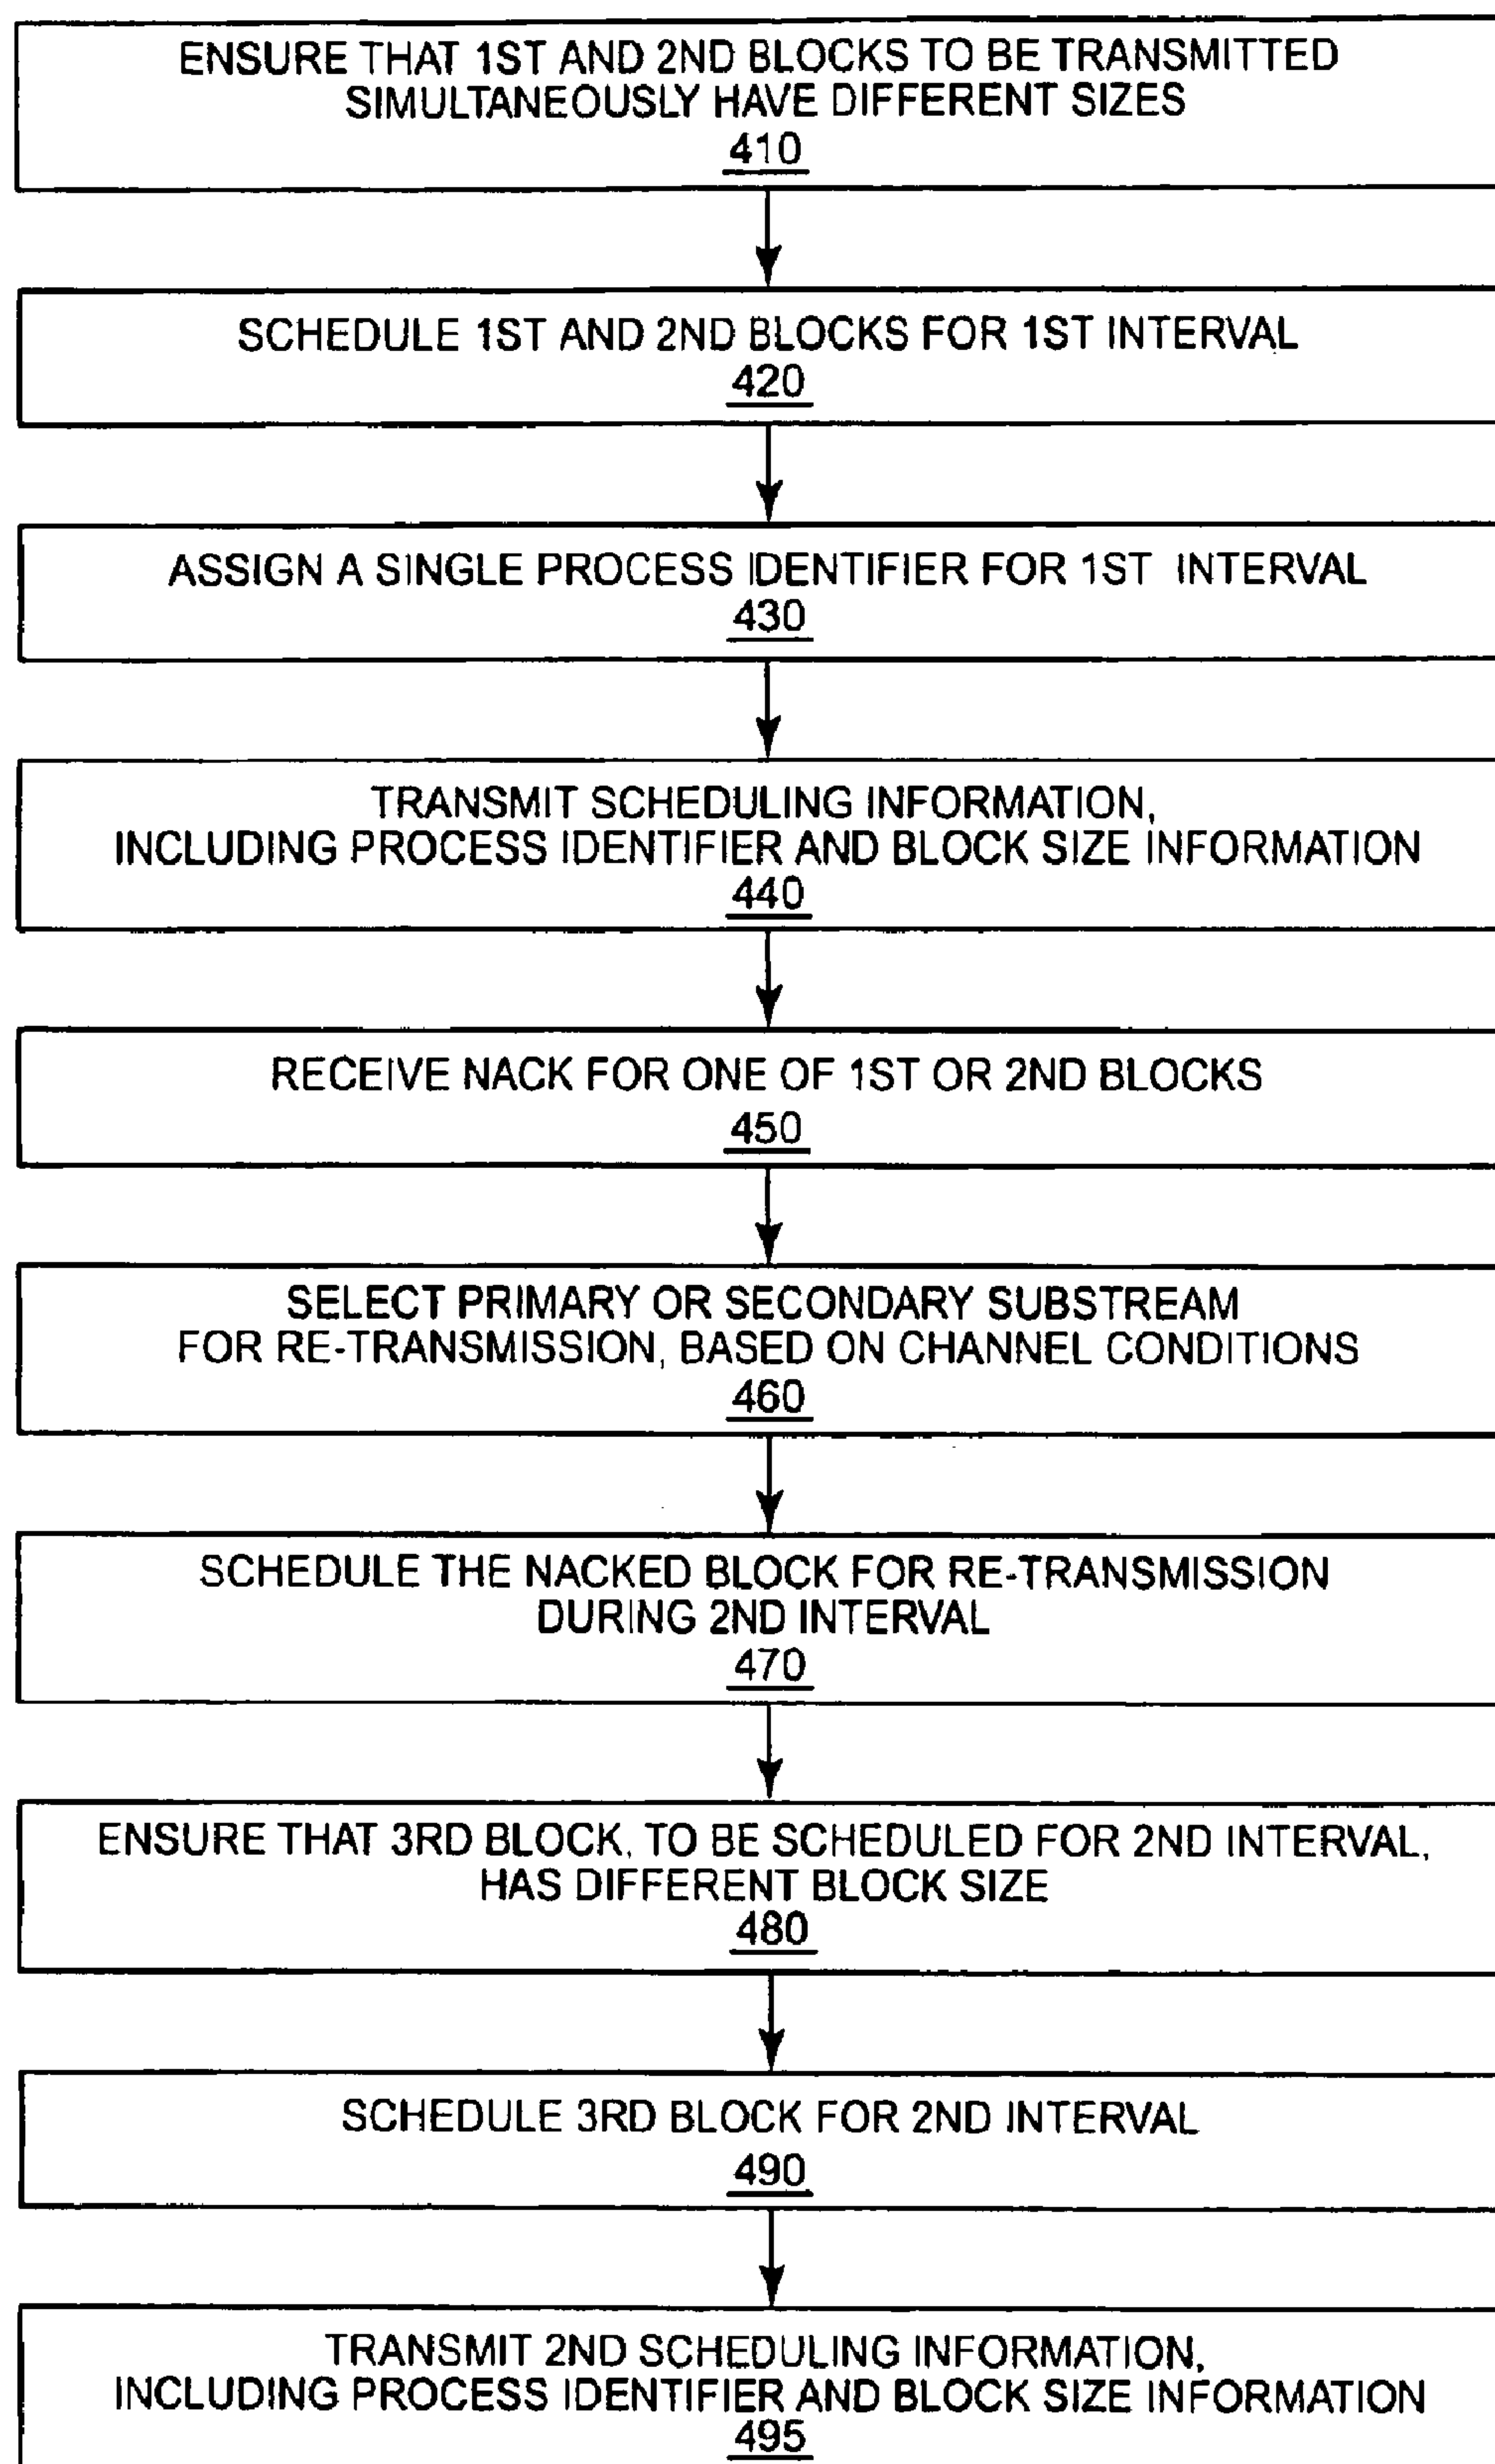 ENSURE THAT 1ST AND 2ND BLOCKS TO BE TRANSMITTED
SIMULTANEOUSLY HAVE DIFFERENT SIZES
410
SCHEDULE 1ST AND 2ND BLOCKS FOR 1ST INTERVAL
420
ASSIGN A SINGLE PROCESS IDENTIFIER FOR 1ST INTERVAL
430
TRANSMIT SCHEDULING INFORMATION,
INCLUDING PROCESS IDENTIFIER AND BLOCK SIZE INFORMATION
440
RECEIVE NACK FOR ONE OF 1ST OR 2ND BLOCKS
450
SELECT PRIMARY OR SECONDARY SUBSTREAM
FOR RE-TRANSMISSION, BASED ON CHANNEL CONDITIONS
460
SCHEDULE THE NACKED BLOCK FOR RE-TRANSMISSION
DURING 2ND INTERVAL
470
ENSURE THAT 3RD BLOCK, TO BE SCHEDULED FOR 2ND INTERVAL,
HAS DIFFERENT BLOCK SIZE
480
SCHEDULE 3RD BLOCK FOR 2ND INTERVAL
490
TRANSMIT 2ND SCHEDULING INFORMATION,
INCLUDING PROCESS IDENTIFIER AND BLOCK SIZE INFORMATION
495